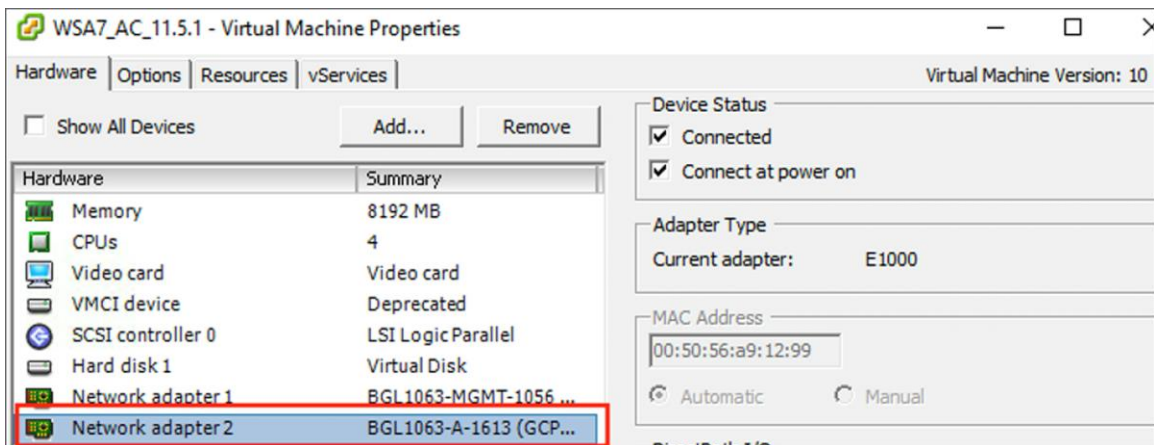 WSA7_AC_11.5.1 - Virtual Machine Properties
Hardware Options Resources vServices Virtual Machine Version: 10
Show All Devices Add... Remove
Hardware Summary
Memory 8192 MB
CPUs 4
Video card Video card
VMCI device Deprecated
SCSI controller 0 LSI Logic Parallel
Hard disk 1 Virtual Disk
Network adapter 1 BGL1063-MGMT-1056 ...
Network adapter 2 BGL1063-A-1613 (GCP...
Device Status
Connected
Connect at power on
Adapter Type
Current adapter: E1000
MAC Address
00:50:56:a9:12:99
Automatic Manual